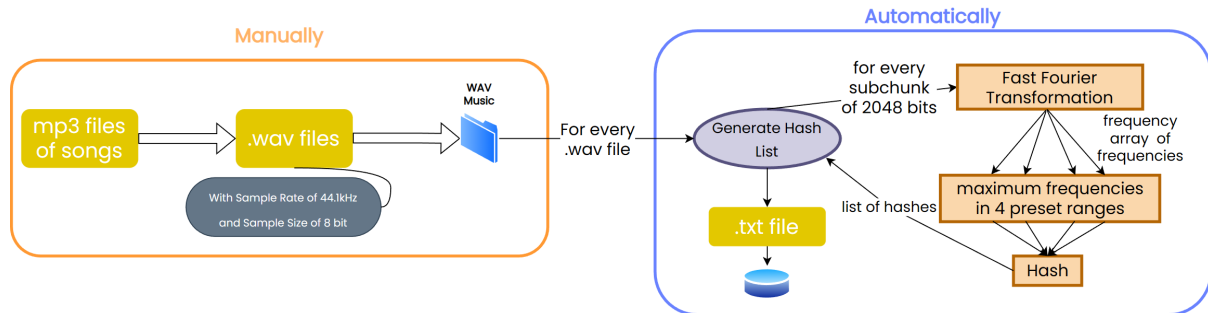 Manually
mp3 files
of songs
.wav files
With Sample Rate of 44.1kHz
and Sample Size of 8 bit
WAV
Music
For every
.wav file
Automatically
Generate Hash
List
for every
subchunk
of 2048 bits
Fast Fourier
Transformation
frequency
array of
frequencies
maximum frequencies
in 4 preset ranges
Hash
list of hashes
.txt file